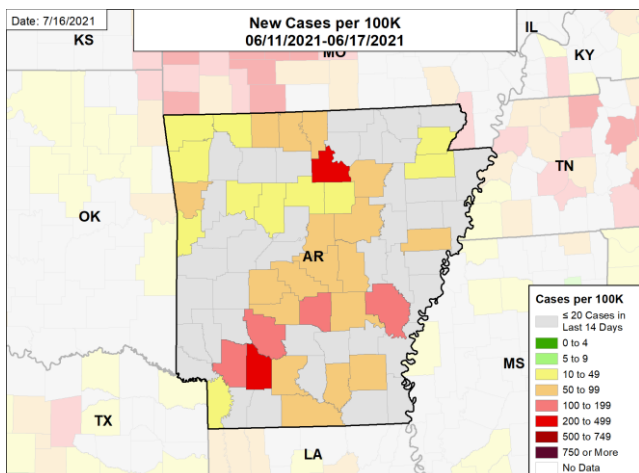 Date: 7/16/2021
New Cases per 100K
06/11/2021-06/17/2021
KS
MO
IL
KY
OK
AR
TN
TX
LA
MS
Cases per 100K
≤ 20 Cases in
Last 14 Days
0 to 4
5 to 9
10 to 49
50 to 99
100 to 199
200 to 499
500 to 749
750 or More
No Data